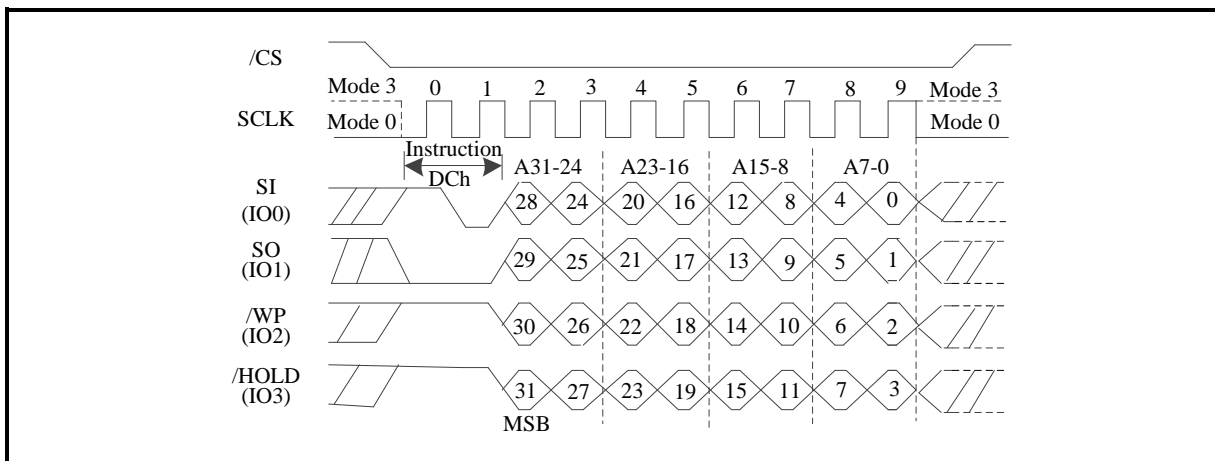 /CS
Mode 3 0 1 2 3 4 5 6 7 8 9 Mode 3
SCLK Mode 0 Mode 0
Instruction A31-24 A23-16 A15-8 A7-0
DCh
SI
(IO0) 28 24 20 16 12 8 4 0
SO
(IO1) 29 25 21 17 13 9 5 1
/WP
(IO2) 30 26 22 18 14 10 6 2
/HOLD
(IO3) 31 27 23 19 15 11 7 3
MSB